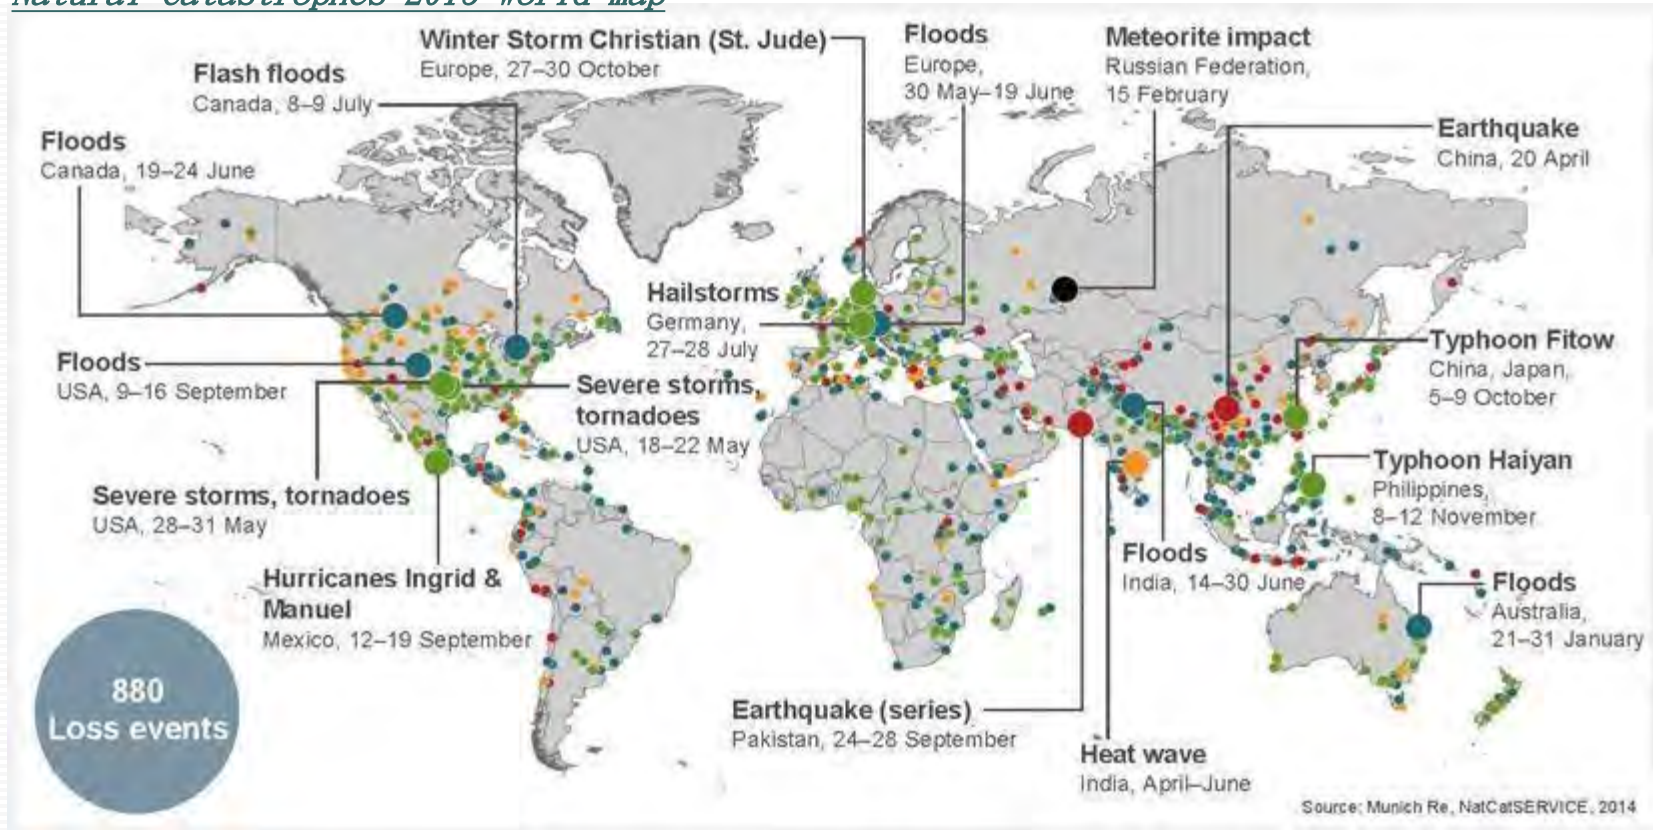 Natural catastrophes 2013 World map
Winter Storm Christian (St. Jude)
Europe, 27–30 October
Floods
Europe,
30 May–19 June
Meteorite impact
Russian Federation,
15 February
Flash floods
Canada, 8–9 July
Earthquake
China, 20 April
Floods
Canada, 19–24 June
Hailstorms
Germany,
27–28 July
Typhoon Fitow
China, Japan,
5–9 October
Floods
USA, 9–16 September
Severe storms,
tornadoes
USA, 18–22 May
Typhoon Haiyan
Philippines,
8–12 November
Severe storms, tornadoes
USA, 28–31 May
Floods
India, 14–30 June
Hurricanes Ingrid &
Manuel
Mexico, 12–19 September
Floods
Australia,
21–31 January
880
Loss events
Earthquake (series)
Pakistan, 24–28 September
Heat wave
India, April–June
Source: Munich Re, NatCatSERVICE, 2014